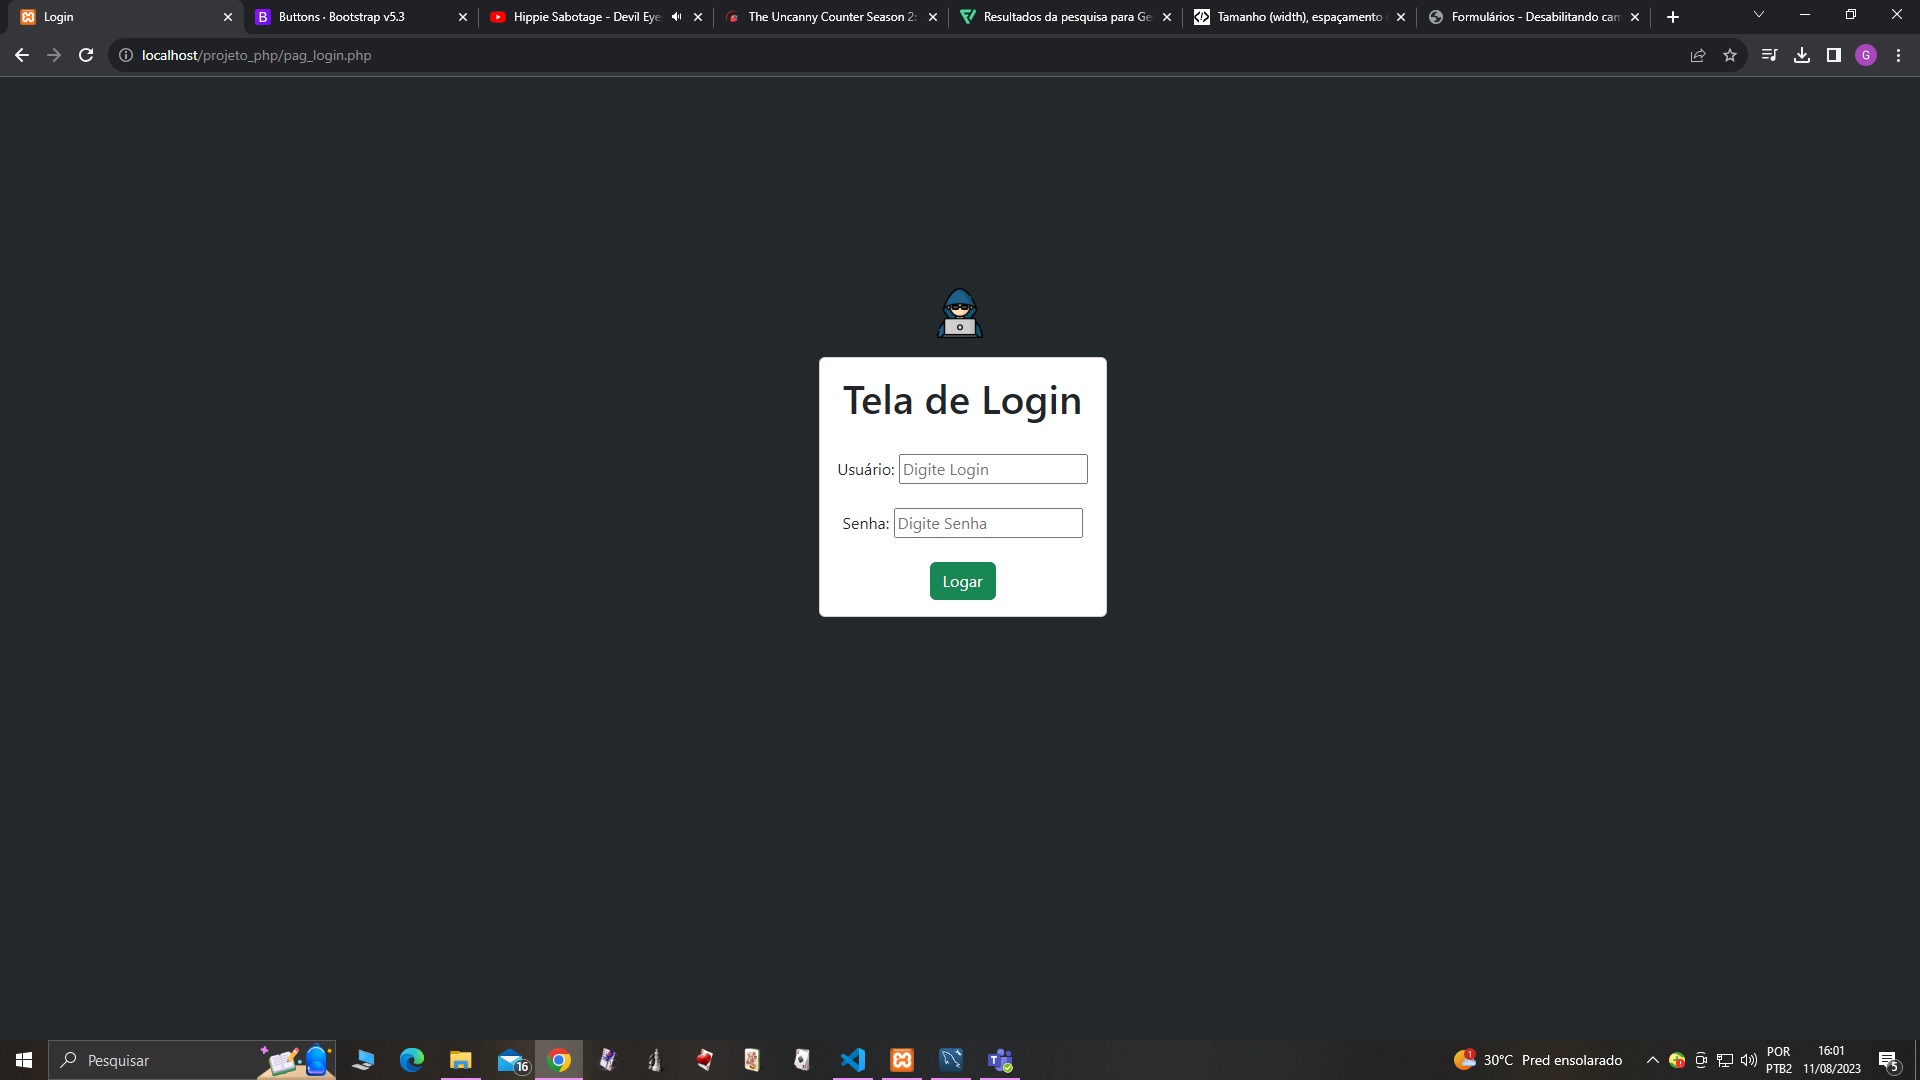 Login
Buttons · Bootstrap v5.3
Hippie Sabotage - Devil Eye
The Uncanny Counter Season 2:
Resultados da pesquisa para Ge
Tamanho (width), espaçamento
Formulários - Desabilitando cam
localhost/projeto_php/pag_login.php
G
Tela de Login
Usuário: Digite Login
Senha: Digite Senha
Logar
Pesquisar
16
1
30°C Pred ensolarado
POR
PTB2
16:01
11/08/2023
5